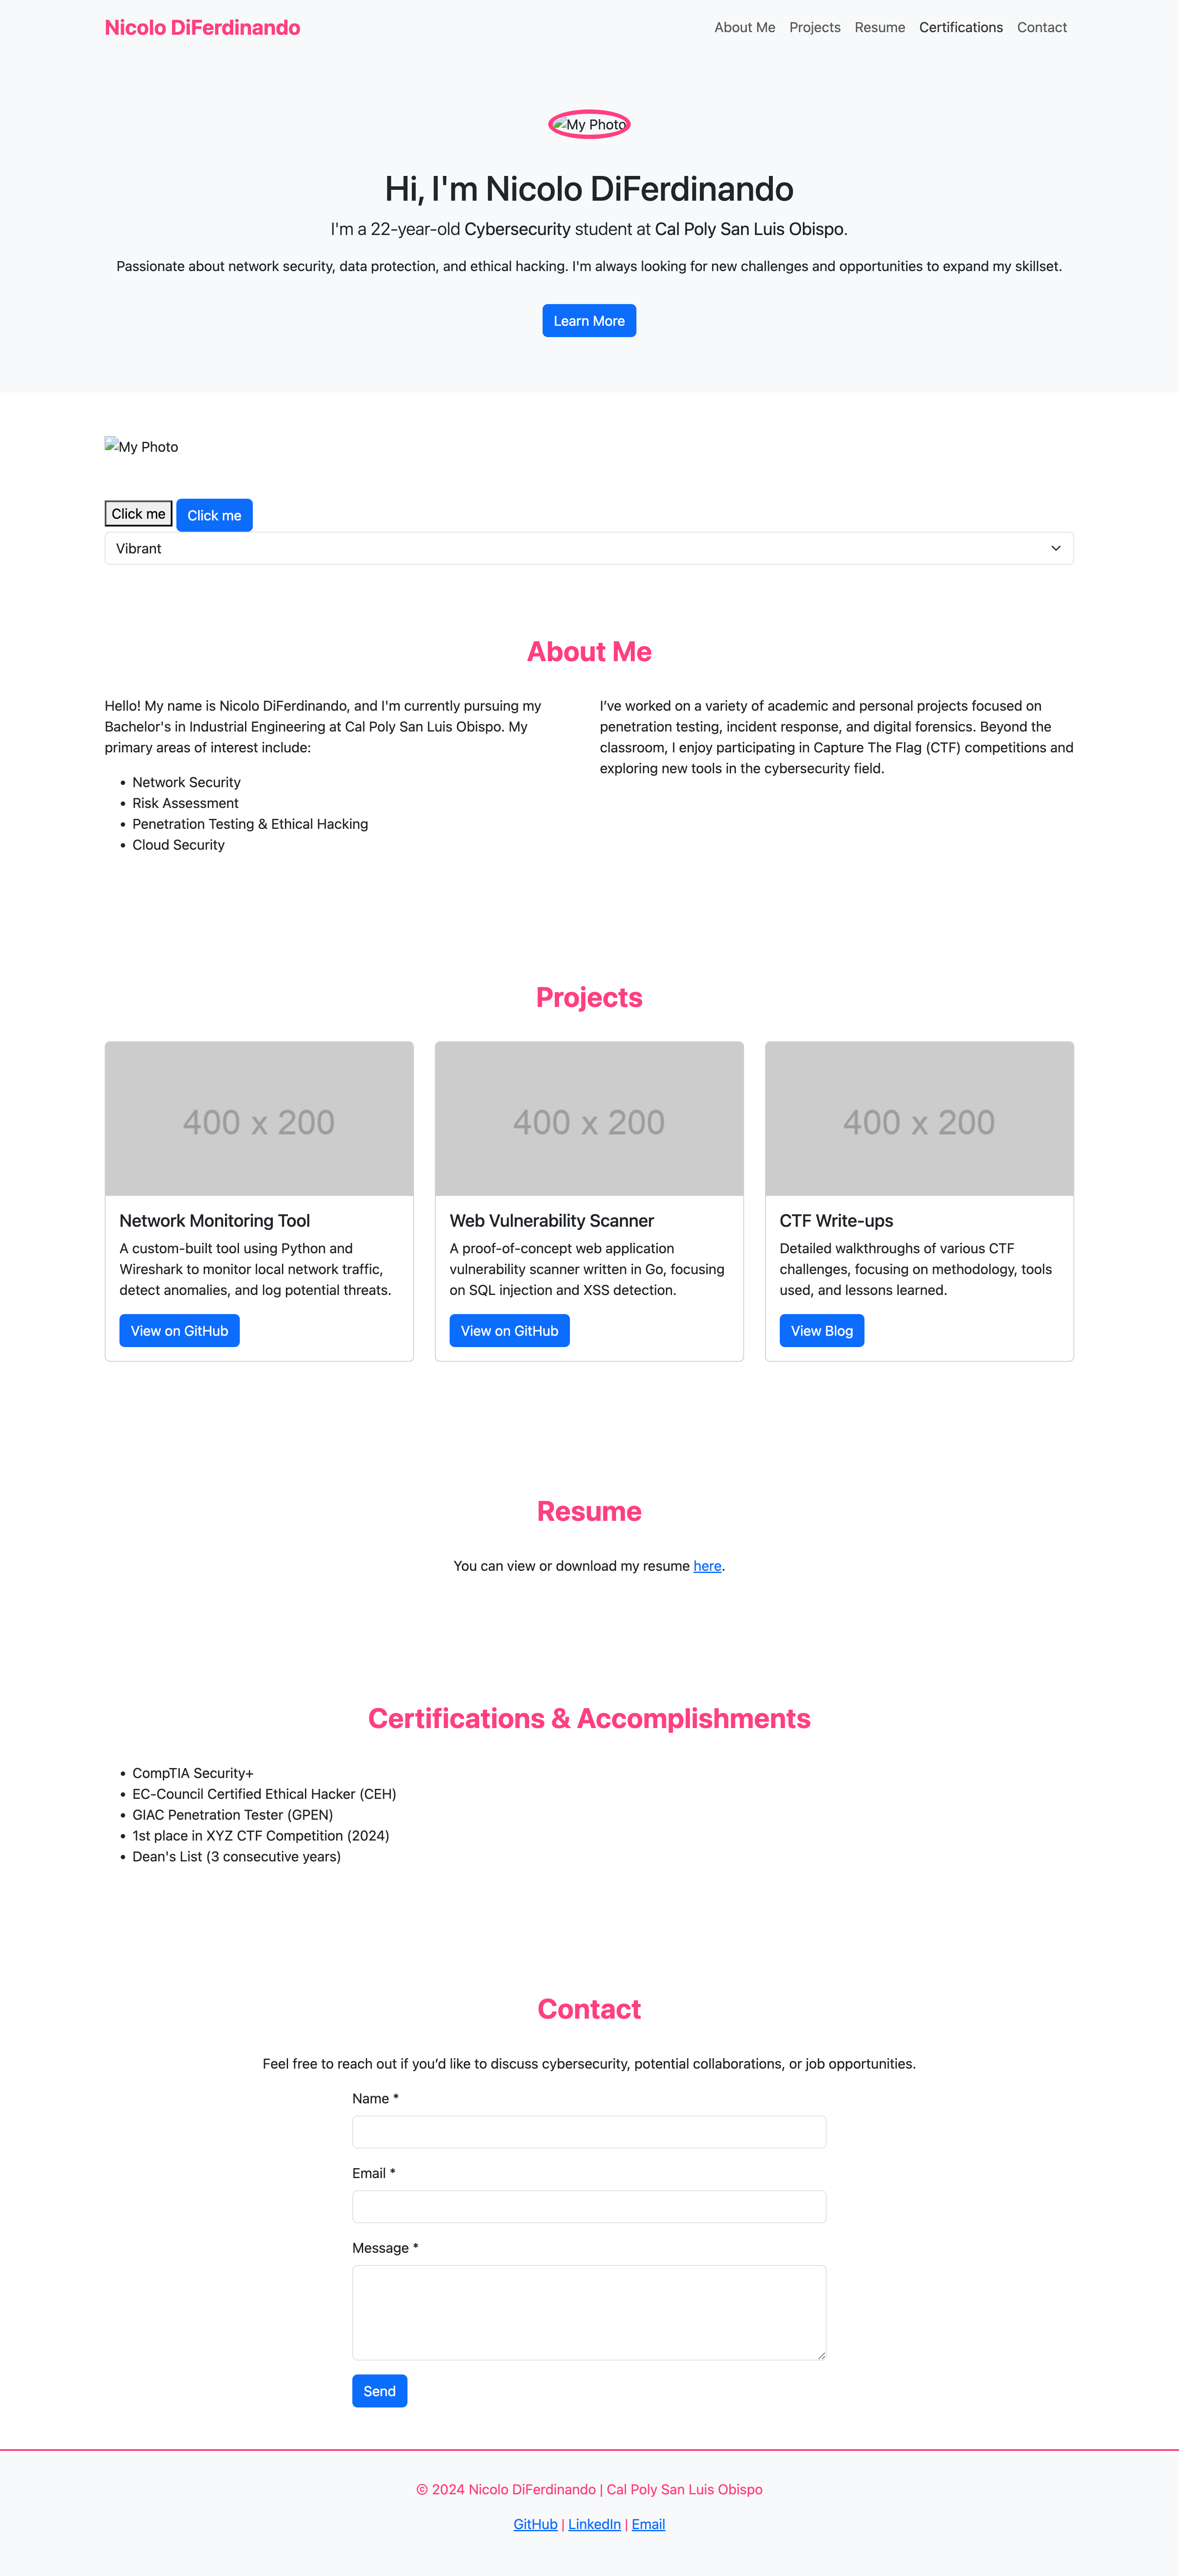 Nicolo DiFerdinando
About Me Projects Resume Certifications Contact
My Photo
Hi, I'm Nicolo DiFerdinando
I'm a 22-year-old Cybersecurity student at Cal Poly San Luis Obispo.
Passionate about network security, data protection, and ethical hacking. I'm always looking for new challenges and opportunities to expand my skillset.
Learn More
My Photo
Click me Click me
Vibrant
About Me
Hello! My name is Nicolo DiFerdinando, and I'm currently pursuing my
Bachelor's in Industrial Engineering at Cal Poly San Luis Obispo. My
primary areas of interest include:
• Network Security
• Risk Assessment
• Penetration Testing & Ethical Hacking
• Cloud Security
I’ve worked on a variety of academic and personal projects focused on
penetration testing, incident response, and digital forensics. Beyond the
classroom, I enjoy participating in Capture The Flag (CTF) competitions and
exploring new tools in the cybersecurity field.
Projects
400 x 200
Network Monitoring Tool
A custom-built tool using Python and
Wireshark to monitor local network traffic,
detect anomalies, and log potential threats.
View on GitHub
400 x 200
Web Vulnerability Scanner
A proof-of-concept web application
vulnerability scanner written in Go, focusing
on SQL injection and XSS detection.
View on GitHub
400 x 200
CTF Write-ups
Detailed walkthroughs of various CTF
challenges, focusing on methodology, tools
used, and lessons learned.
View Blog
Resume
You can view or download my resume here.
Certifications & Accomplishments
• CompTIA Security+
• EC-Council Certified Ethical Hacker (CEH)
• GIAC Penetration Tester (GPEN)
• 1st place in XYZ CTF Competition (2024)
• Dean's List (3 consecutive years)
Contact
Feel free to reach out if you’d like to discuss cybersecurity, potential collaborations, or job opportunities.
Name *
Email *
Message *
Send
© 2024 Nicolo DiFerdinando | Cal Poly San Luis Obispo
GitHub | LinkedIn | Email